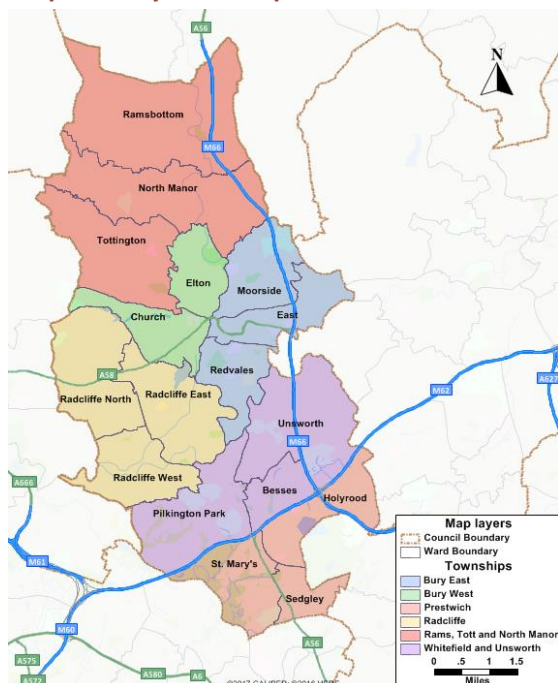 A56
N
Ramsbottom
M66
North Manor
Tottington
Elton
Moorside
Church
East
A58
Redvales
M62
A627
Radcliffe North
Radcliffe East
Unsworth
M66
A666
Radcliffe West
Besses
Holyrood
Pilkington Park
M61
St. Mary's
Sedgley
M60
A56
A575
A580
A6
A572
Map layers
Council Boundary
Ward Boundary
Townships
Bury East
Bury West
Prestwich
Radcliffe
Rams, Tott and North Manor
Whitefield and Unsworth
0 .5 1 1.5
Miles